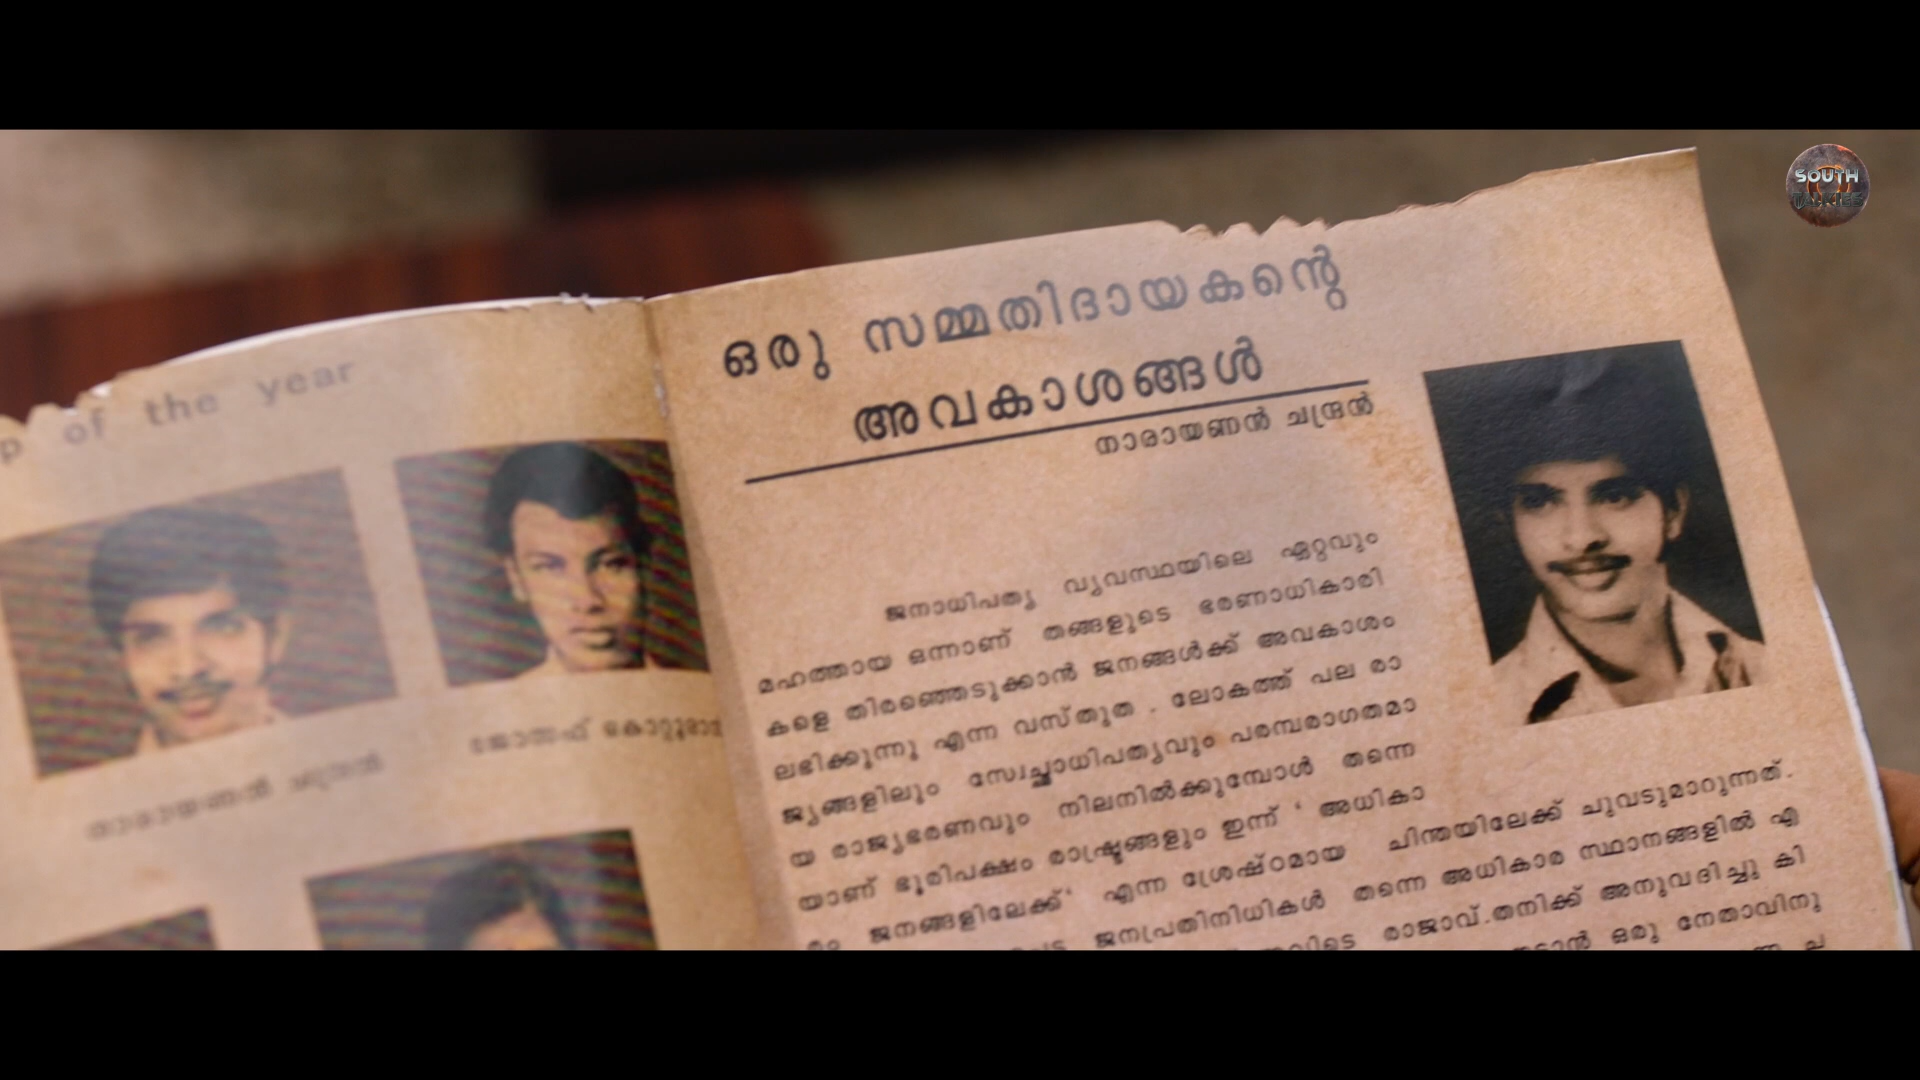 SOUTH
TALKIES
of the year
ജോസഫ്
ഒരു സമ്മതിദായകന്റെ
അവകാശങ്ങൾ
നാരായണൻ ചന്ദ്രൻ
ജനാധിപത്യ വ്യവസ്ഥയിലെ ഏറ്റവും
മഹത്തായ ഒന്നാണ് തങ്ങളുടെ ഭരണാധികാരി
കളെ തിരഞ്ഞെടുക്കാൻ ജനങ്ങൾക്ക് അവകാശം
ലഭിക്കുന്നു എന്ന വസ്തുത . ലോകത്ത് പല രാ
ജ്യങ്ങളിലും സ്വേച്ഛാധിപത്യവും പരമ്പരാഗതമാ
യ രാജ്യഭരണവും നിലനിൽക്കുമ്പോൾ തന്നെ
യാണ് ഭൂരിപക്ഷം രാഷ്ട്രങ്ങളും ഇന്ന് ' അധികാ
രം ജനങ്ങളിലേക്ക്' എന്ന ശ്രേഷ്ഠമായ ചിന്തയിലേക്ക് ചുവടുമാറുന്നത്.
ജനപ്രതിനിധികൾ തന്നെ അധികാര സ്ഥാനങ്ങളിൽ എ
രാജാവ്.തനിക്ക് അനുവദിച്ചു കി
ഒരു നേതാവിനു